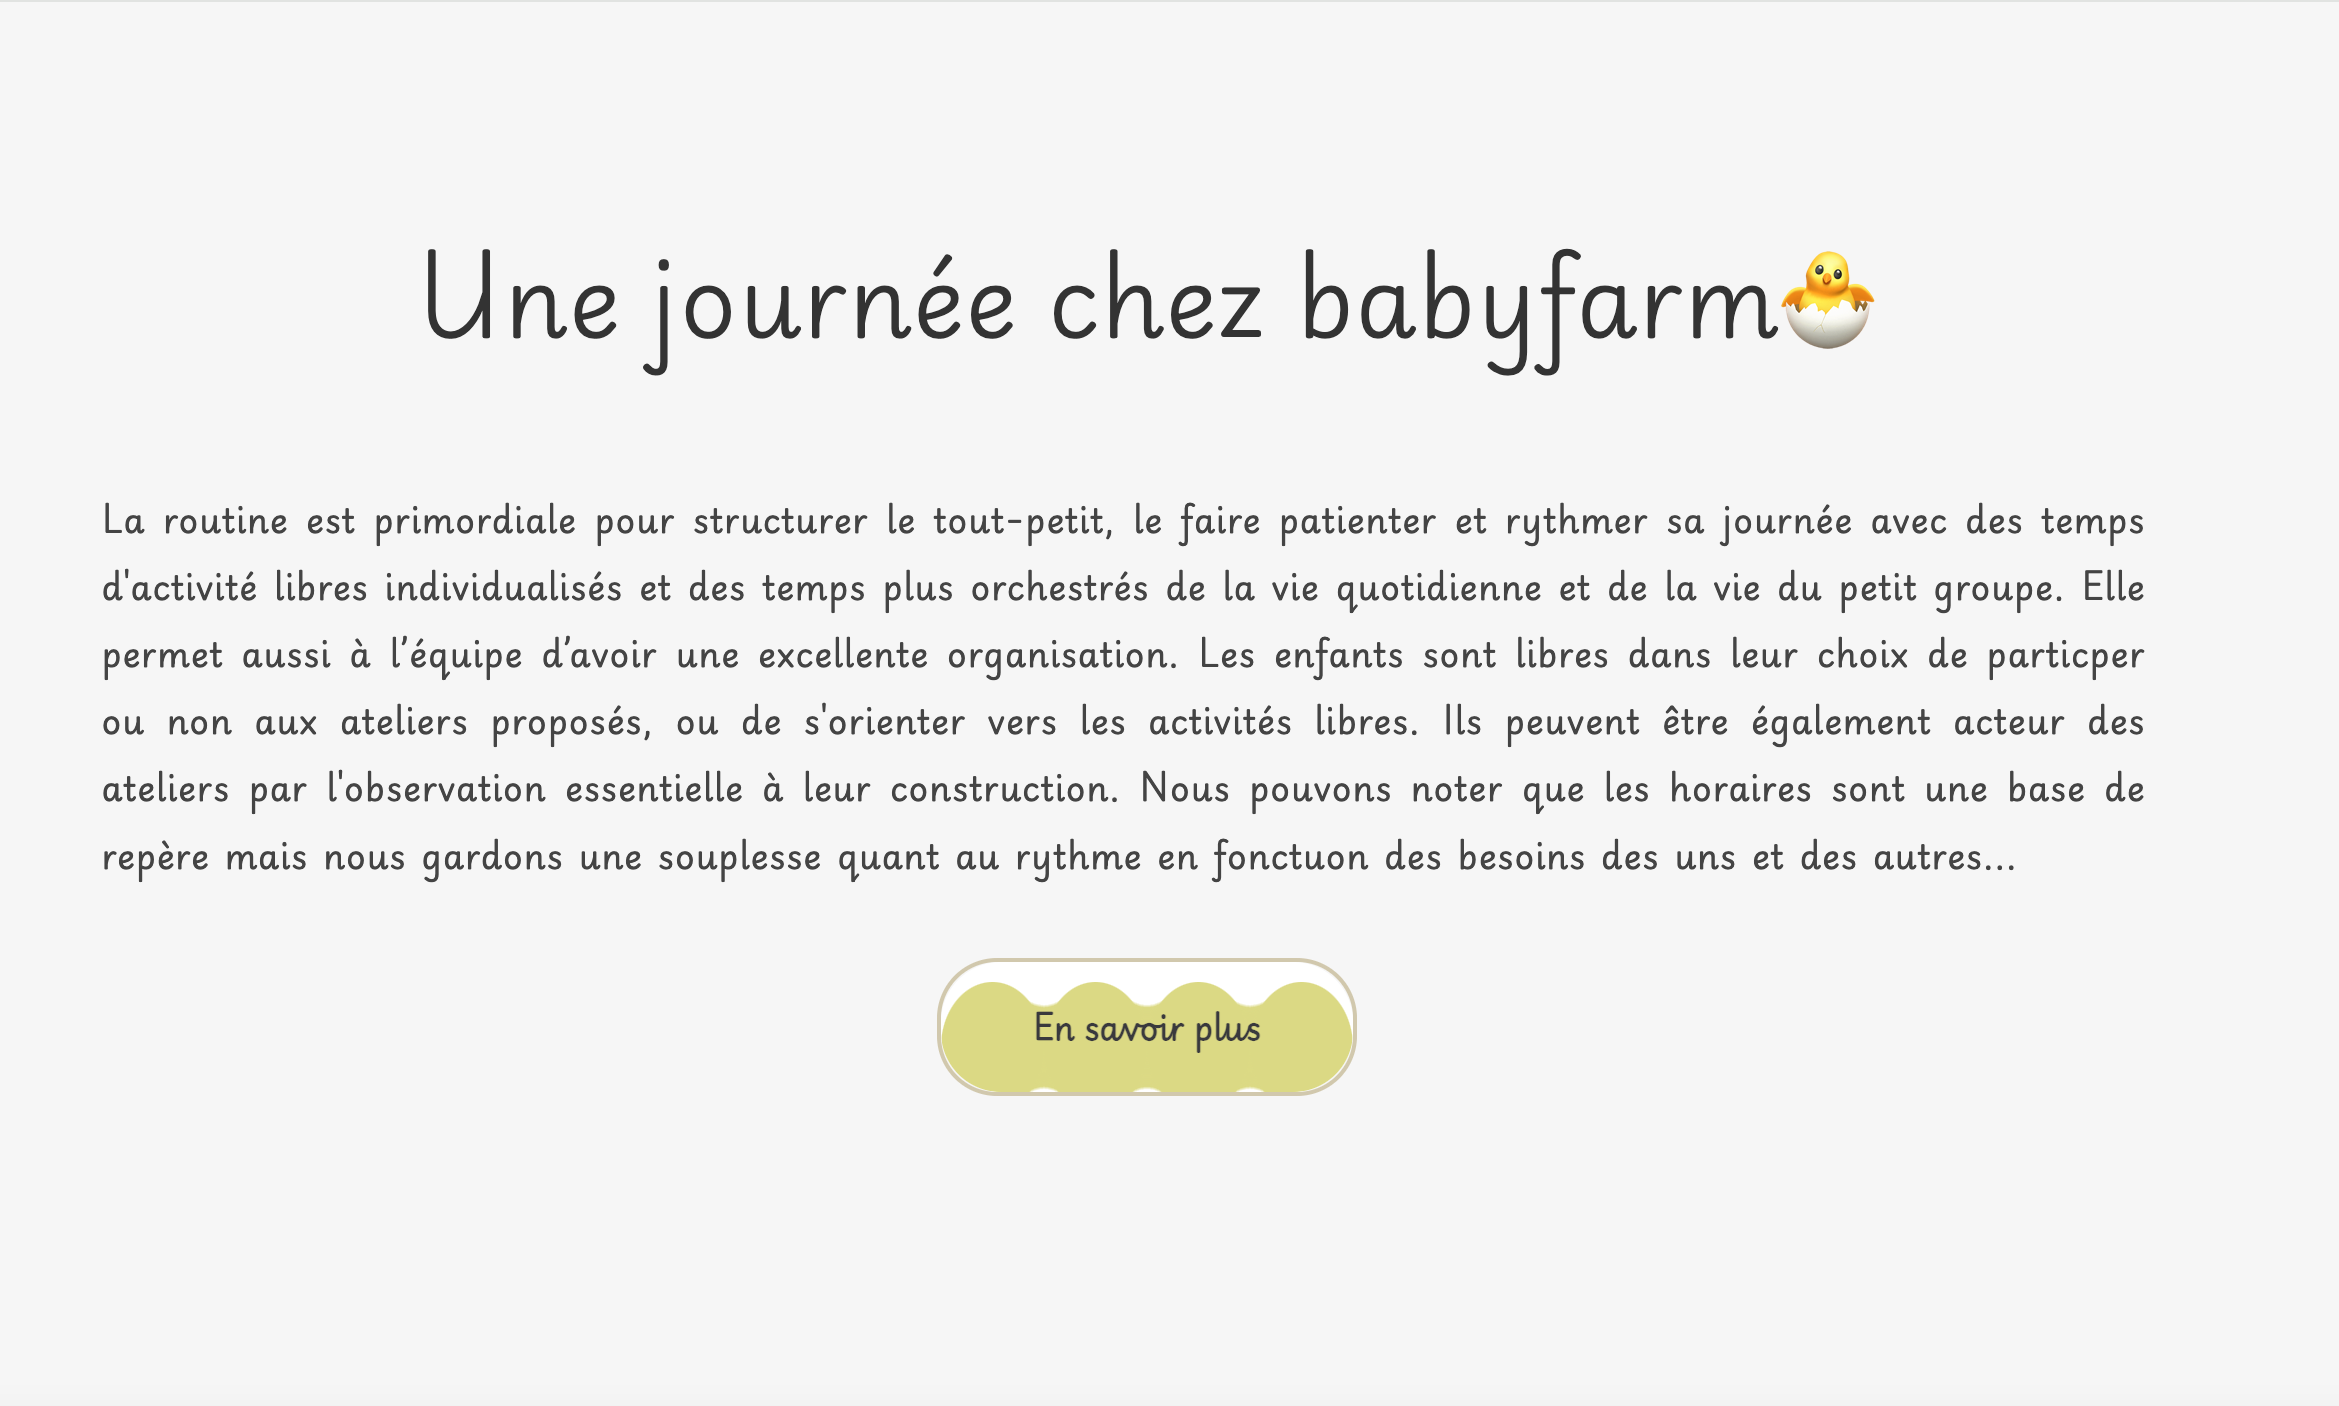 Une journée chez babyfarm🐣
La routine est primordiale pour structurer le tout-petit, le faire patienter et rythmer sa journée avec des temps
d'activité libres individualisés et des temps plus orchestrés de la vie quotidienne et de la vie du petit groupe. Elle
permet aussi à l’équipe d’avoir une excellente organisation. Les enfants sont libres dans leur choix de particper
ou non aux ateliers proposés, ou de s'orienter vers les activités libres. Ils peuvent être également acteur des
ateliers par l'observation essentielle à leur construction. Nous pouvons noter que les horaires sont une base de
repère mais nous gardons une souplesse quant au rythme en fonctuon des besoins des uns et des autres...
En savoir plus